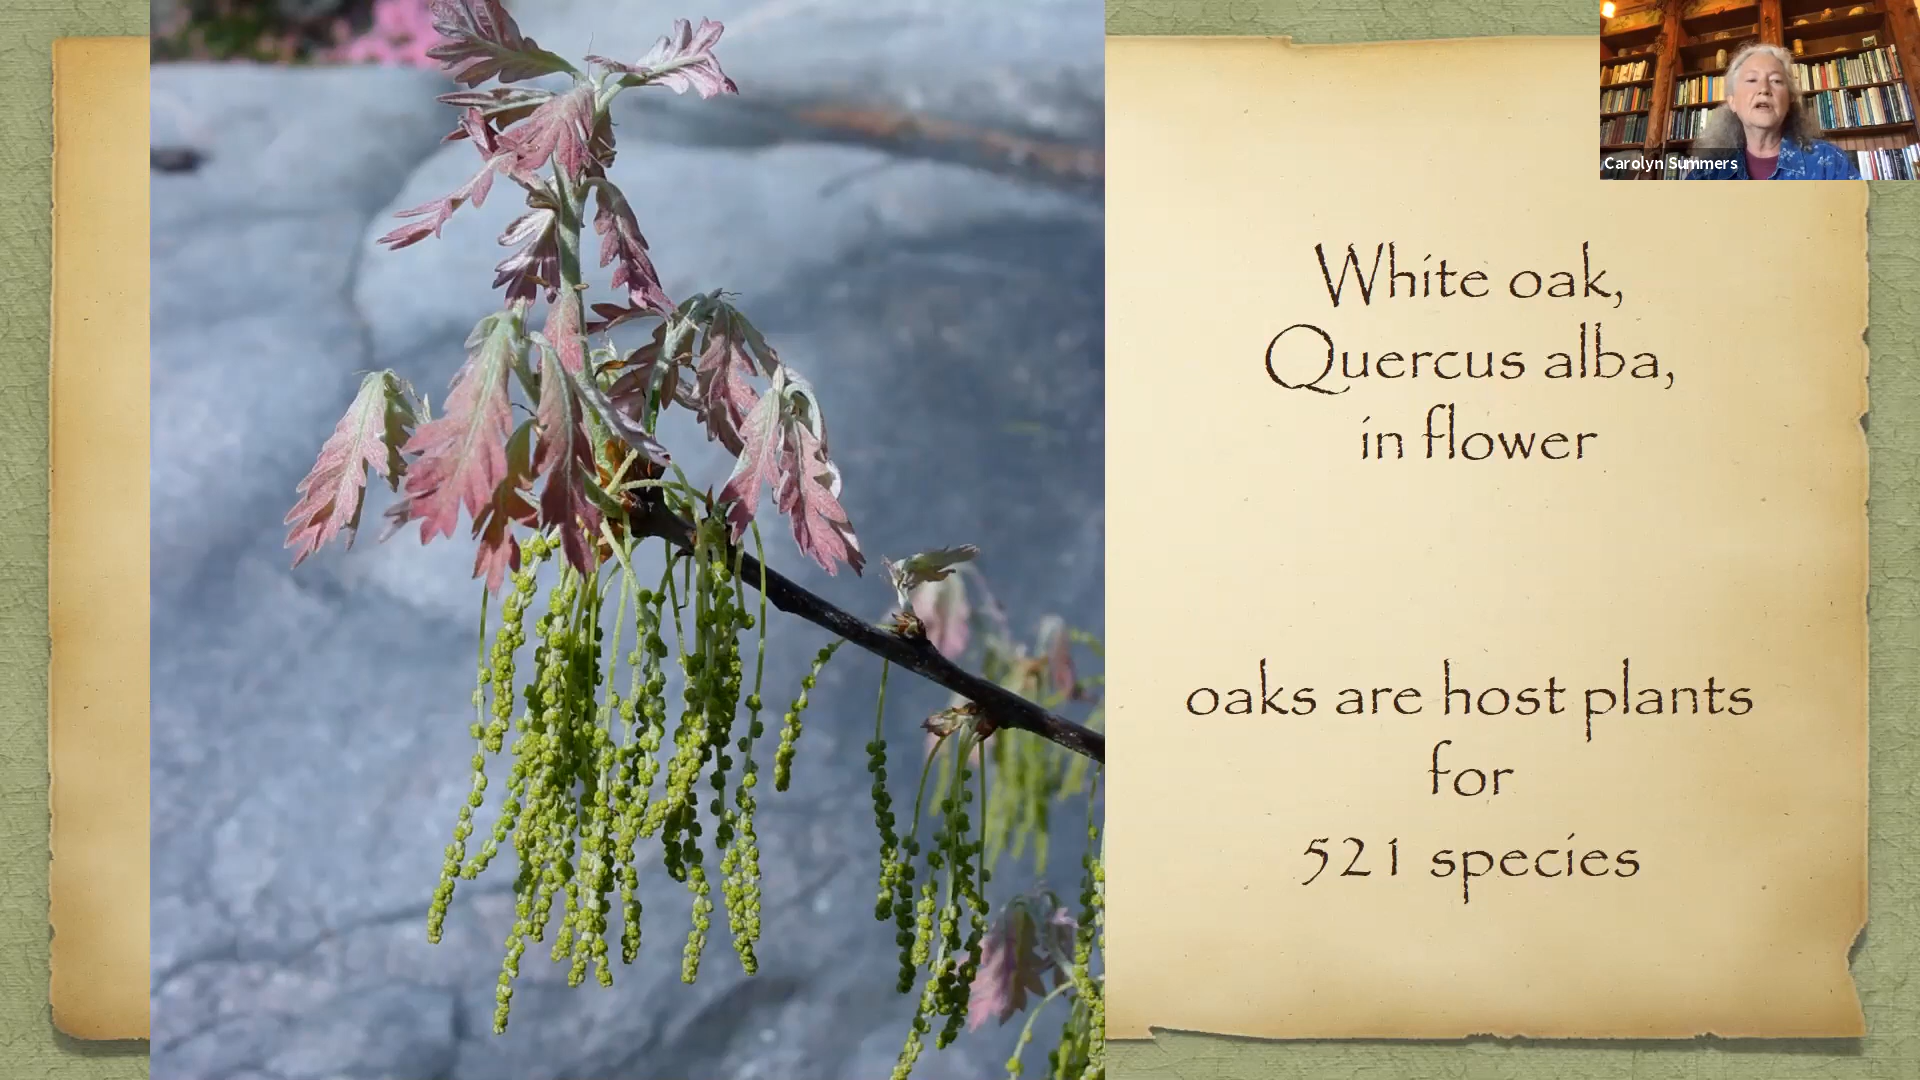 Carolyn Summers
White oak,
Quercus alba,
in flower
oaks are host plants
for
521 species